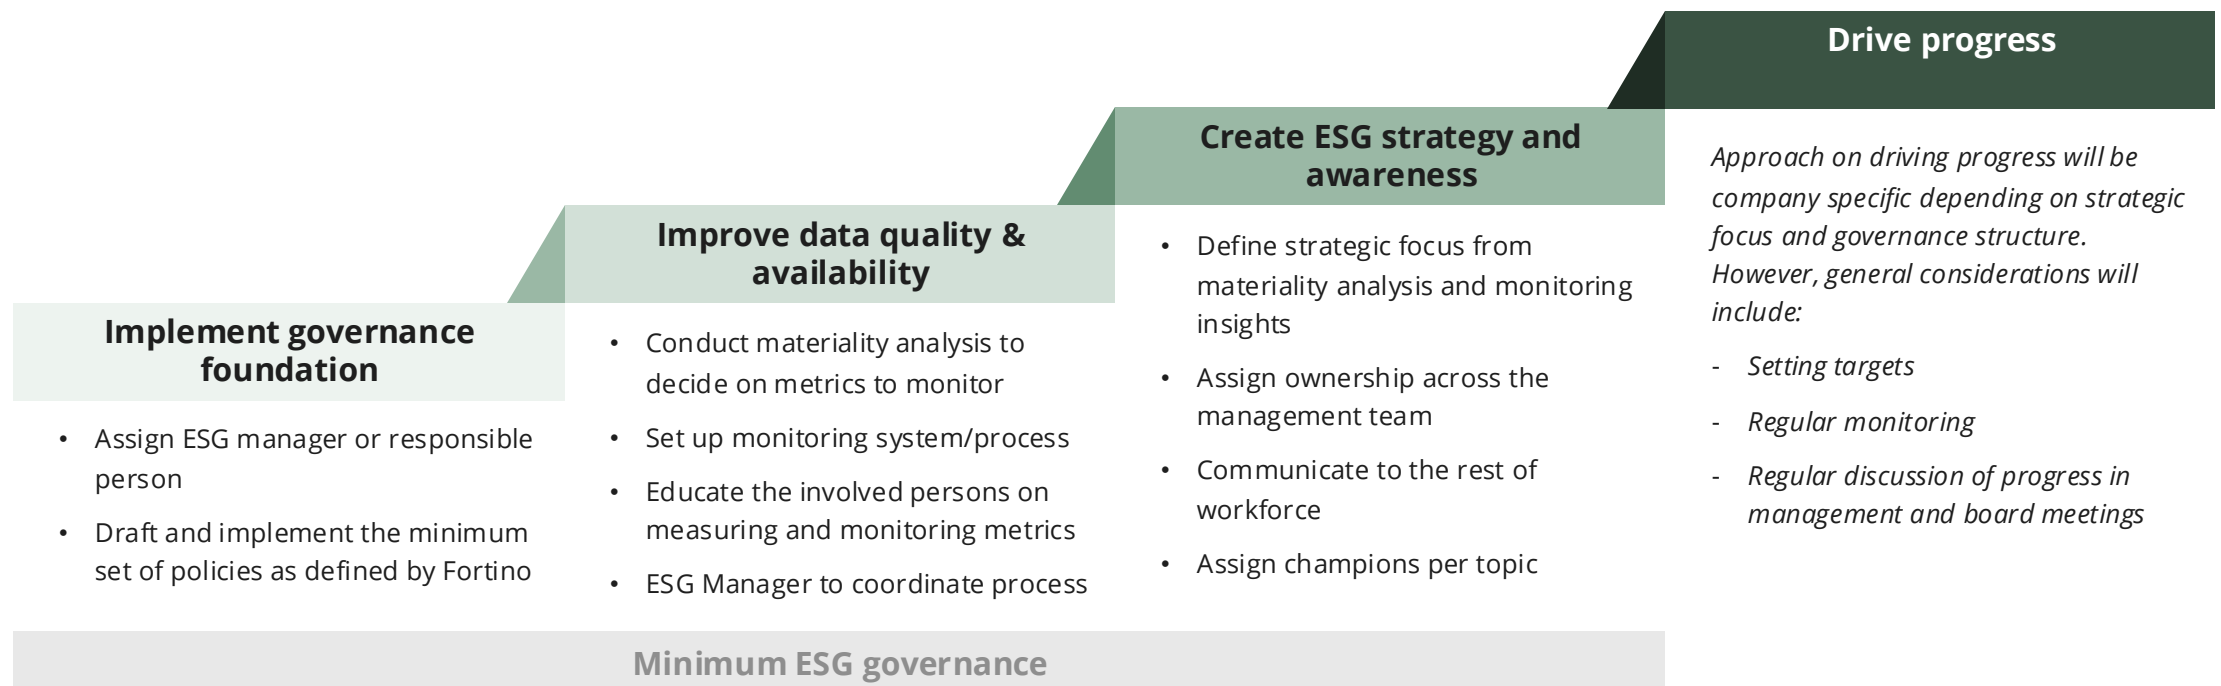 Drive progress
Approach on driving progress will be
company specific depending on strategic
focus and governance structure.
However, general considerations will
include:
- Setting targets
- Regular monitoring
- Regular discussion of progress in
management and board meetings
Create ESG strategy and
awareness
• Define strategic focus from
materiality analysis and monitoring
insights
• Assign ownership across the
management team
• Communicate to the rest of
workforce
• Assign champions per topic
Improve data quality &
availability
• Conduct materiality analysis to
decide on metrics to monitor
• Set up monitoring system/process
• Educate the involved persons on
measuring and monitoring metrics
• ESG Manager to coordinate process
Implement governance
foundation
• Assign ESG manager or responsible
person
• Draft and implement the minimum
set of policies as defined by Fortino
Minimum ESG governance